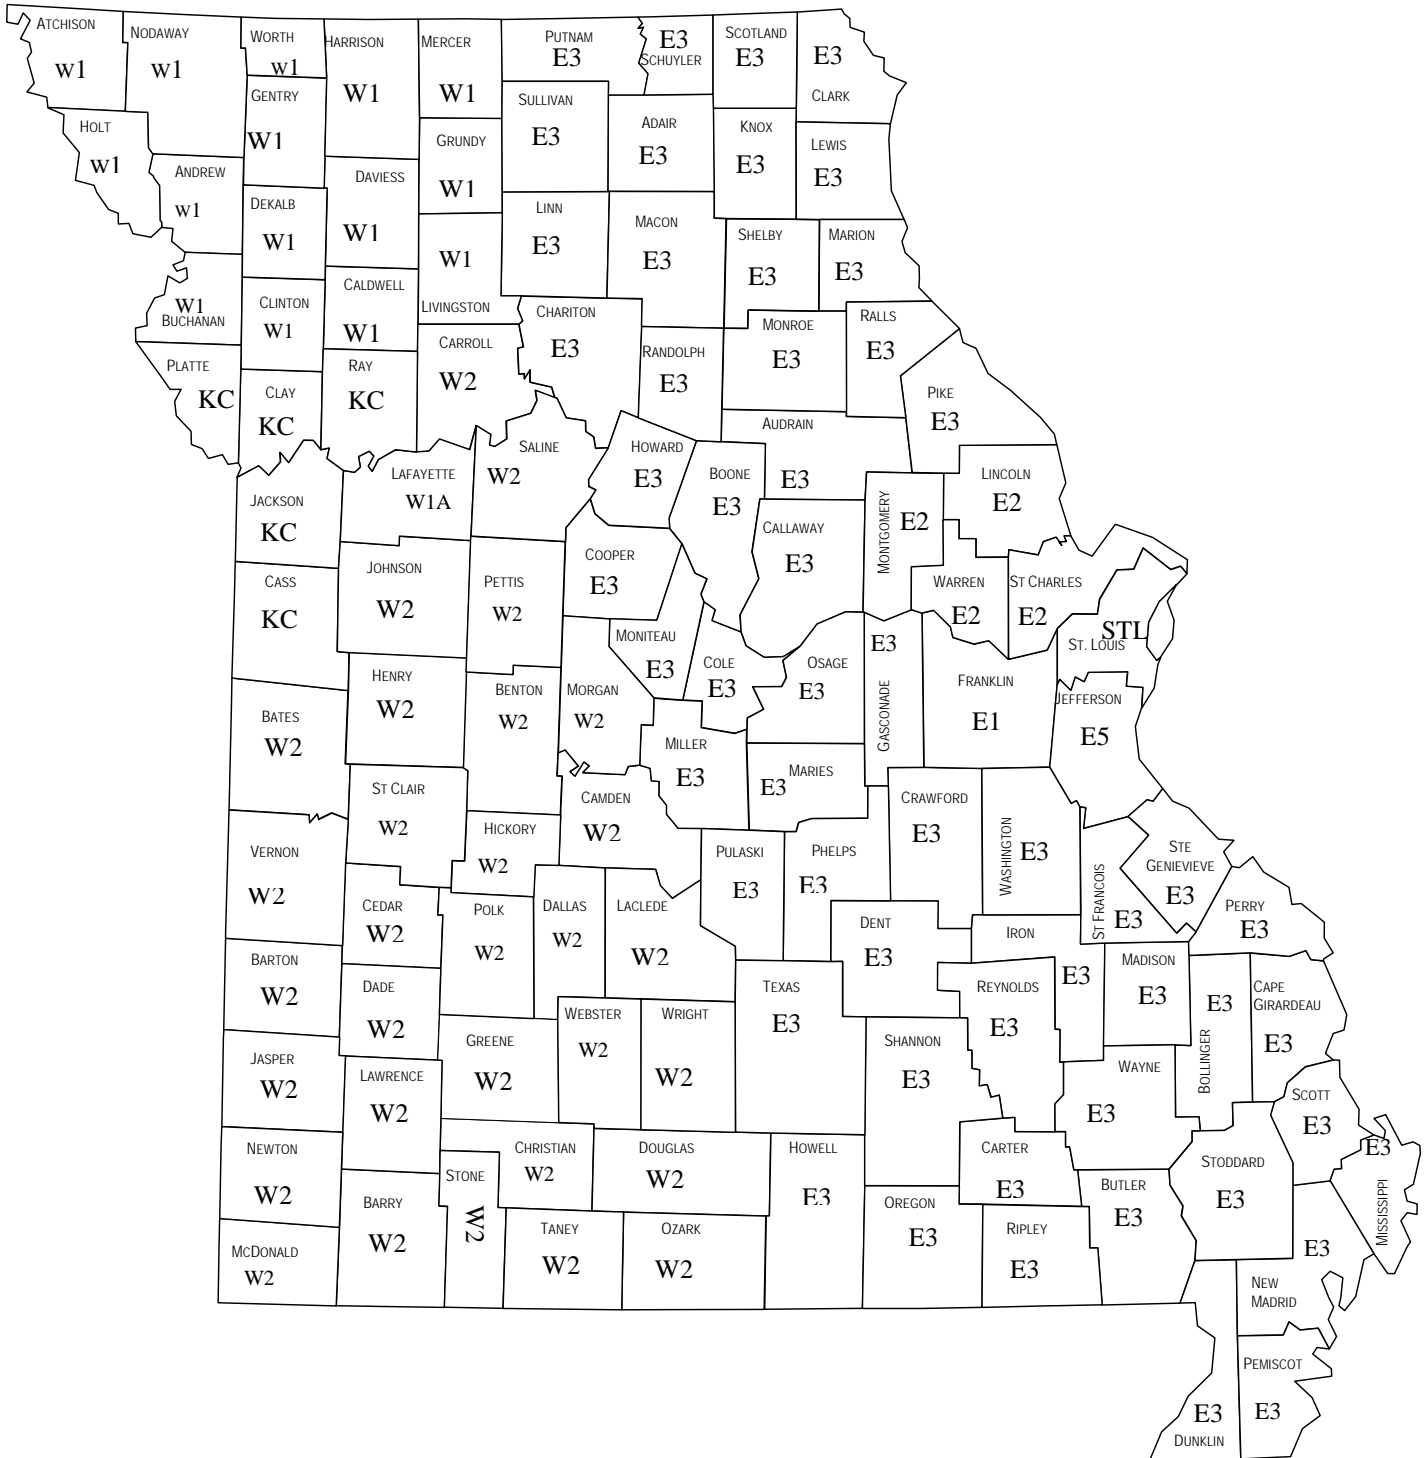 ATCHISON
w1
NODAWAY
w1
WORTH
w1
HARRISON
W1
MERCER
W1
PUTNAM
E3
E3
SCHUYLER
SCOTLAND
E3
E3
CLARK
HOLT
w1
ANDREW
w1
GENTRY
W1
DEKALB
W1
DAVIESS
W1
GRUNDY
W1
SULLIVAN
E3
ADAIR
E3
KNOX
E3
LEWIS
E3
LINN
E3
MACON
E3
SHELBY
E3
MARION
E3
W1
BUCHANAN
CLINTON
W1
CALDWELL
W1
W1
LIVINGSTON
CHARITON
E3
RANDOLPH
E3
MONROE
E3
RALLS
E3
PLATTE
KC
CLAY
KC
RAY
KC
CARROLL
W2
PIKE
E3
AUDRAIN
E3
JACKSON
KC
LAFAYETTE
W1A
SALINE
W2
HOWARD
E3
BOONE
E3
CALLAWAY
E3
MONTGOMERY
E2
LINCOLN
E2
CASS
KC
JOHNSON
W2
PETTIS
W2
COOPER
E3
WARREN
E2
ST CHARLES
E2
STL
ST. LOUIS
MONITEAU
E3
COLE
E3
OSAGE
E3
E3
GASCONADE
FRANKLIN
E1
JEFFERSON
E5
BATES
W2
HENRY
W2
BENTON
W2
MORGAN
W2
MILLER
E3
MARIES
E3
ST CLAIR
W2
HICKORY
W2
CAMDEN
W2
PULASKI
E3
PHELPS
E3
CRAWFORD
E3
WASHINGTON
E3
ST FRANCOIS
E3
STE
GENIEVIEVE
E3
PERRY
E3
VERNON
W2
CEDAR
W2
POLK
W2
DALLAS
W2
LACLEDE
W2
DENT
E3
IRON
E3
MADISON
E3
BARTON
W2
DADE
W2
TEXAS
E3
REYNOLDS
E3
E3
BOLLINGER
CAPE
GIRARDEAU
E3
JASPER
W2
LAWRENCE
W2
GREENE
W2
WEBSTER
W2
WRIGHT
W2
SHANNON
E3
WAYNE
E3
SCOTT
E3
NEWTON
W2
BARRY
W2
STONE
W2
CHRISTIAN
W2
DOUGLAS
W2
HOWELL
E3
CARTER
E3
BUTLER
E3
STODDARD
E3
E3
MISSISSIPPI
MCDONALD
W2
TANEY
W2
OZARK
W2
OREGON
E3
RIPLEY
E3
E3
NEW
MADRID
PEMISCOT
E3
E3
DUNKLIN